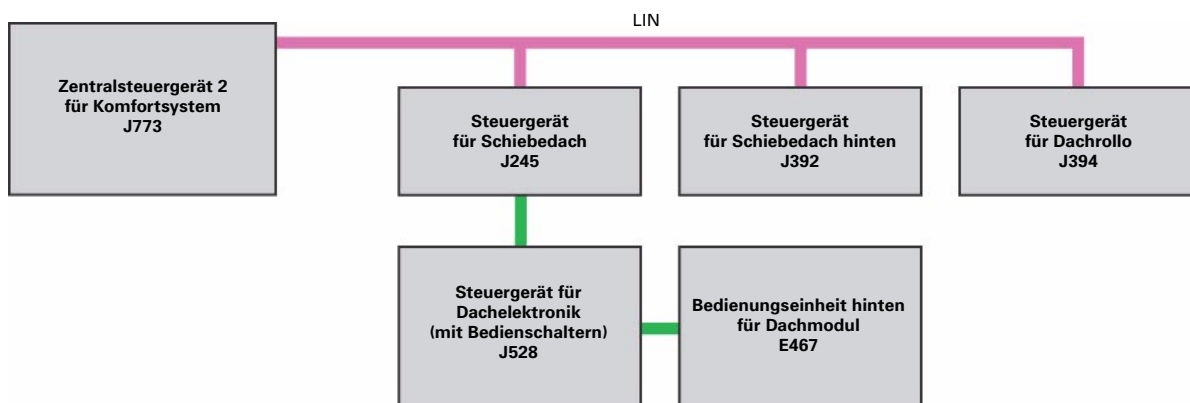 LIN
Zentralsteuergerät 2
für Komfortsystem
J773
Steuergerät
für Schiebedach
J245
Steuergerät
für Schiebedach hinten
J392
Steuergerät
für Dachrollo
J394
Steuergerät für
Dachelektronik
(mit Bedienschaltern)
J528
Bedienungseinheit hinten
für Dachmodul
E467